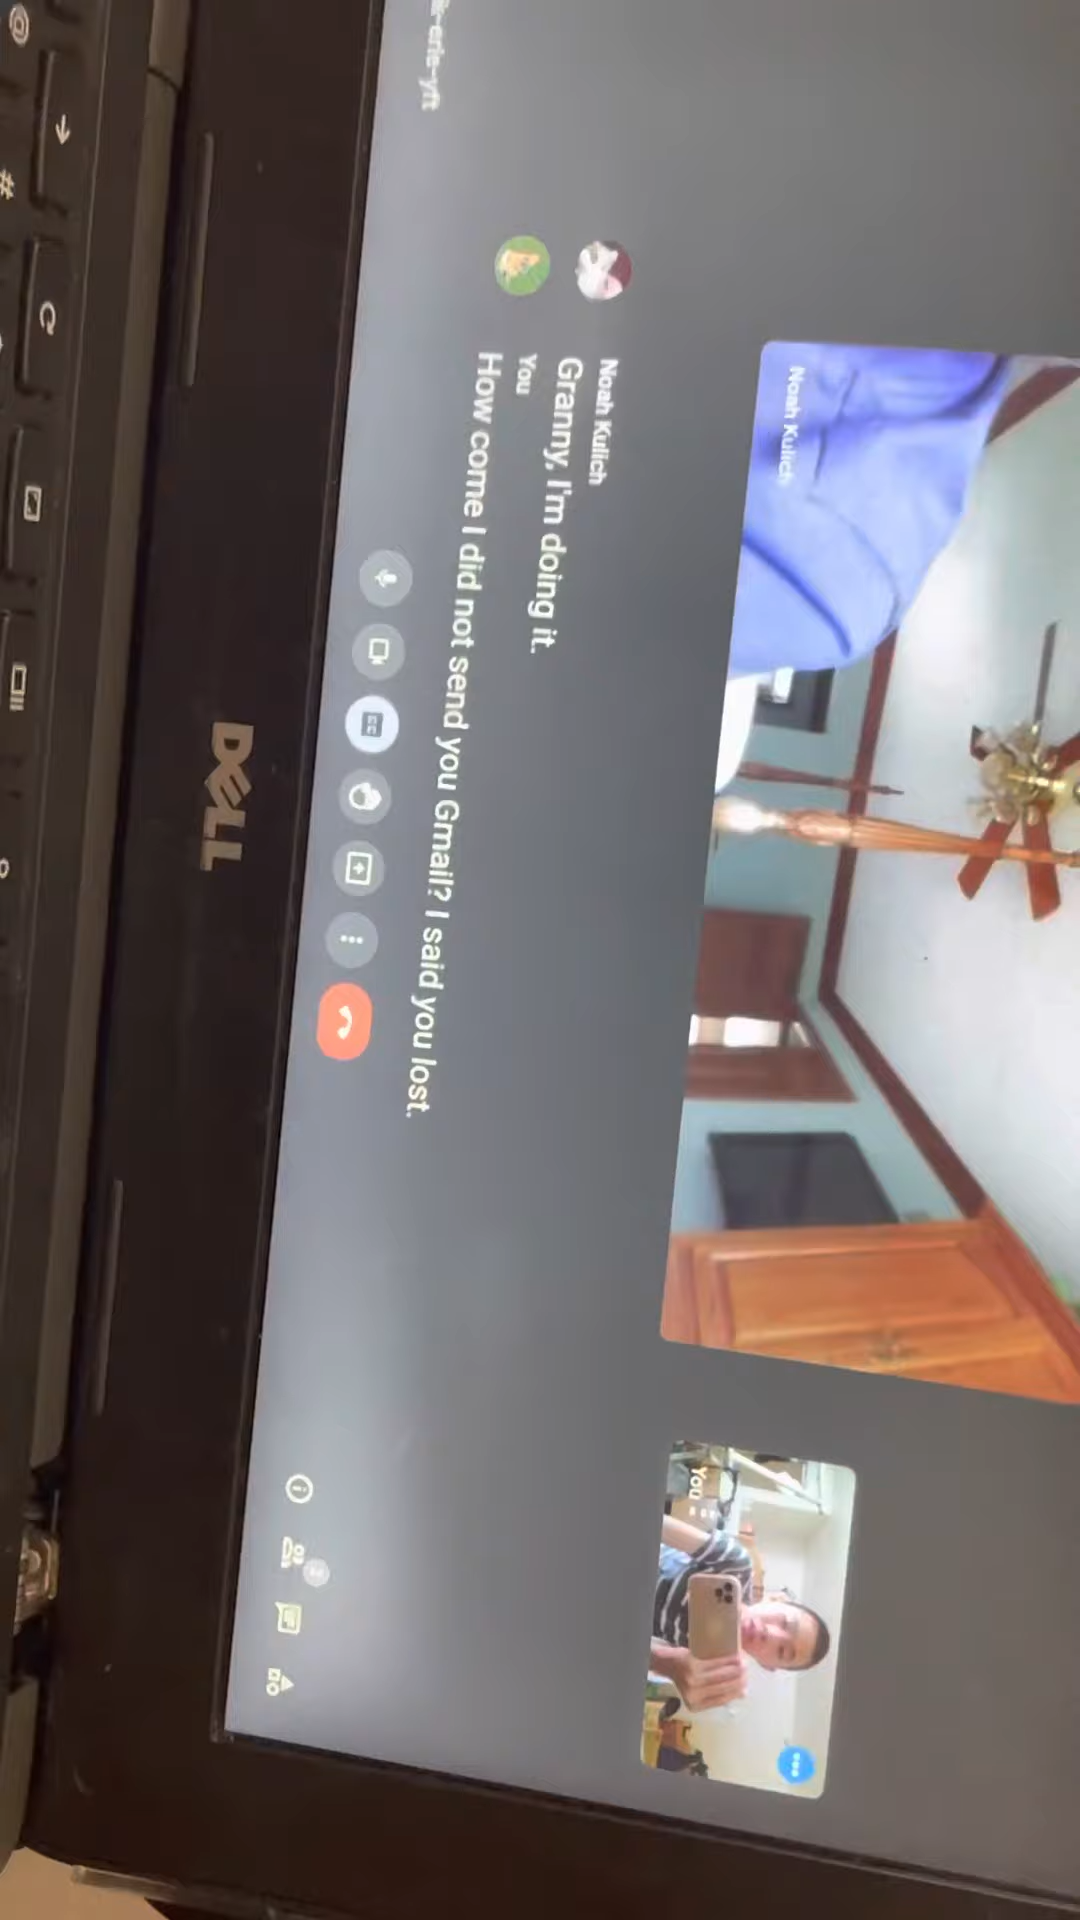 Noah Kulich
You
Noah Kulich
Granny, I'm doing it.
You
How come I did not send you Gmail? I said you lost.
DELL
@
#